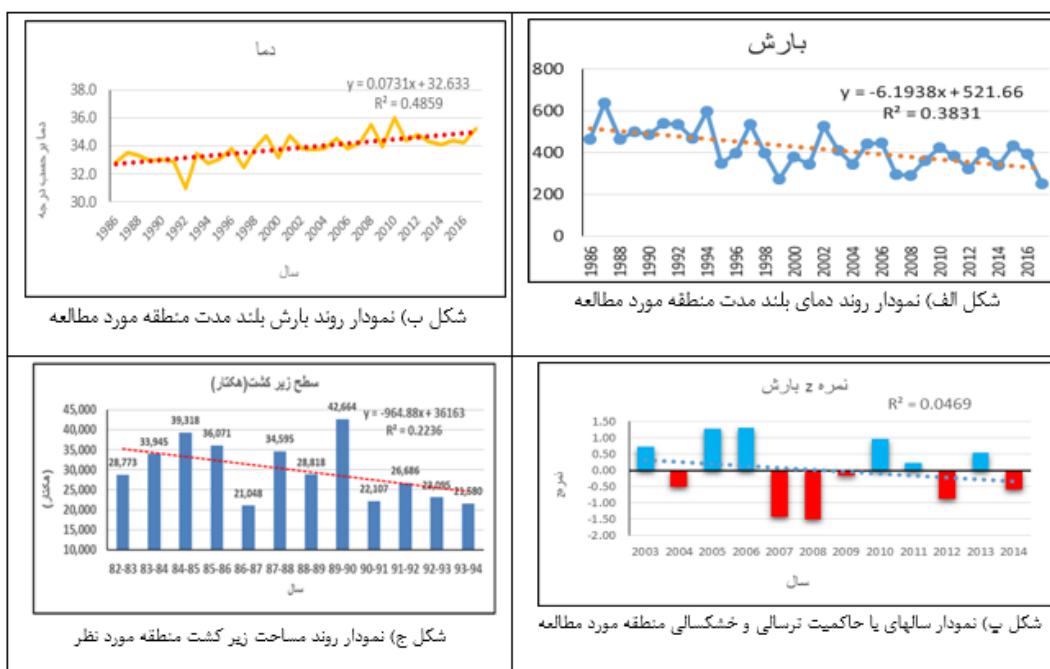 بارش
800
600
400
200
0
y = -6.1938x + 521.66
R² = 0.3831
1986 1988 1990 1992 1994 1996 1998 2000 2002 2004 2006 2008 2010 2012 2014 2016
شکل الف) نمودار روند دمای بلند مدت منطقه مورد مطالعه
دما
y = 0.0731x + 32.633
R² = 0.4859
38.0
36.0
34.0
32.0
30.0
دما برحسب درجه
1986 1988 1990 1992 1994 1996 1998 2000 2002 2004 2006 2008 2010 2012 2014 2016
سال
شکل ب) نمودار روند بارش بلند مدت منطقه مورد مطالعه
نمره z بارش
R² = 0.0469
1.50
1.00
0.50
0.00
-0.50
-1.00
-1.50
-2.00
نمره z
2003 2004 2005 2006 2007 2008 2009 2010 2011 2012 2013 2014
سال
شکل پ) نمودار سالهای یا حاکمیت ترسالی و خشکسالی منطقه مورد مطالعه
سطح زیر کشت(هکتار)
y = -964.88x + 36163
R² = 0.2236
45,000
40,000
35,000
30,000
25,000
20,000
15,000
10,000
(هکتار)
28,773 33,945 39,318 36,071 21,048 34,595 28,818 42,664 22,107 26,686 23,095 21,580
82-83 83-84 84-85 85-86 86-87 87-88 88-89 89-90 90-91 91-92 92-93 93-94
سال
شکل ج) نمودار روند مساحت زیر کشت منطقه مورد نظر